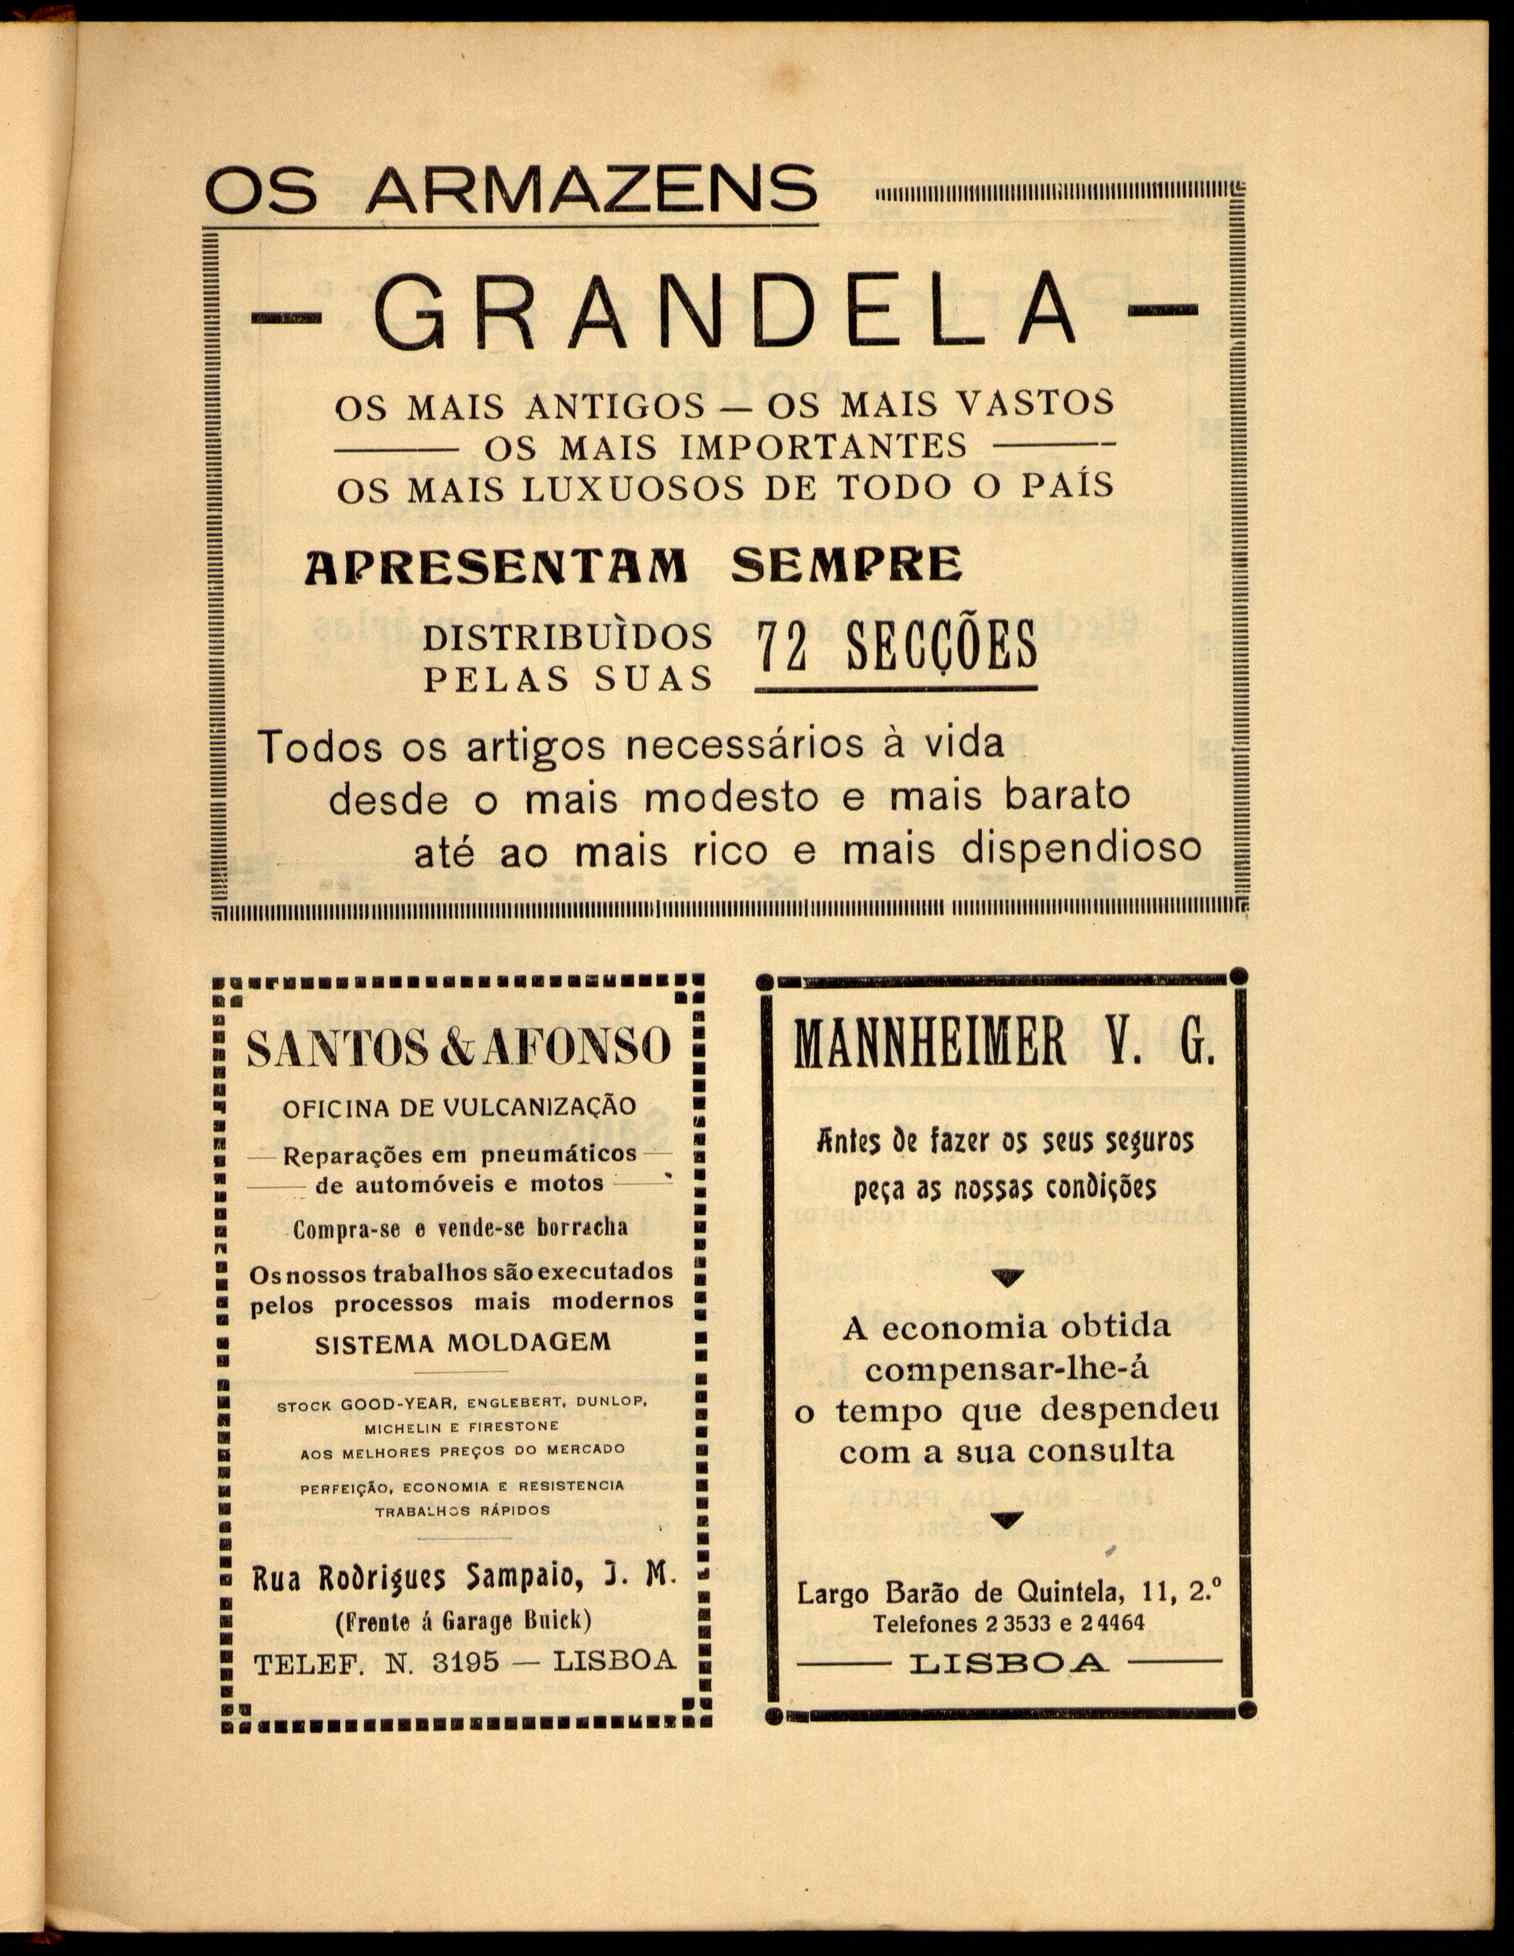 OS ARMAZENS
- GRANDELA -
OS MAIS ANTIGOS — OS MAIS VASTOS
OS MAIS IMPORTANTES
OS MAIS LUXUOSOS DE TODO O PAÍS
APRESENTAM SEMPRE
DISTRIBUÌDOS
PELAS SUAS
72 SECÇÕES
Todos os artigos necessários à vida
desde o mais modesto e mais barato
até ao mais rico e mais dispendioso
SANTOS & AFONSO
OFICINA DE VULCANIZAÇÃO
Reparações em pneumáticos
de automóveis e motos
Compra-se e vende-se borracha
Os nossos trabalhos são executados
pelos processos mais modernos
SISTEMA MOLDAGEM
STOCK GOOD-YEAR, ENGLEBERT, DUNLOP,
MICHELIN E FIRESTONE
AOS MELHORES PREÇOS DO MERCADO
PERFEIÇÃO, ECONOMIA E RESISTENCIA
TRABALHOS RÁPIDOS
Rua Rodrigues Sampaio, J. M.
(Frente á Garage Buick)
TELEF. N. 3195 — LISBOA
MANNHEIMER V. G.
Antes de fazer os seus seguros
peça as nossas condições
A economia obtida
compensar-lhe-á
o tempo que despendeu
com a sua consulta
Largo Barão de Quintela, 11, 2.º
Telefones 2 3533 e 2 4464
LISBOA